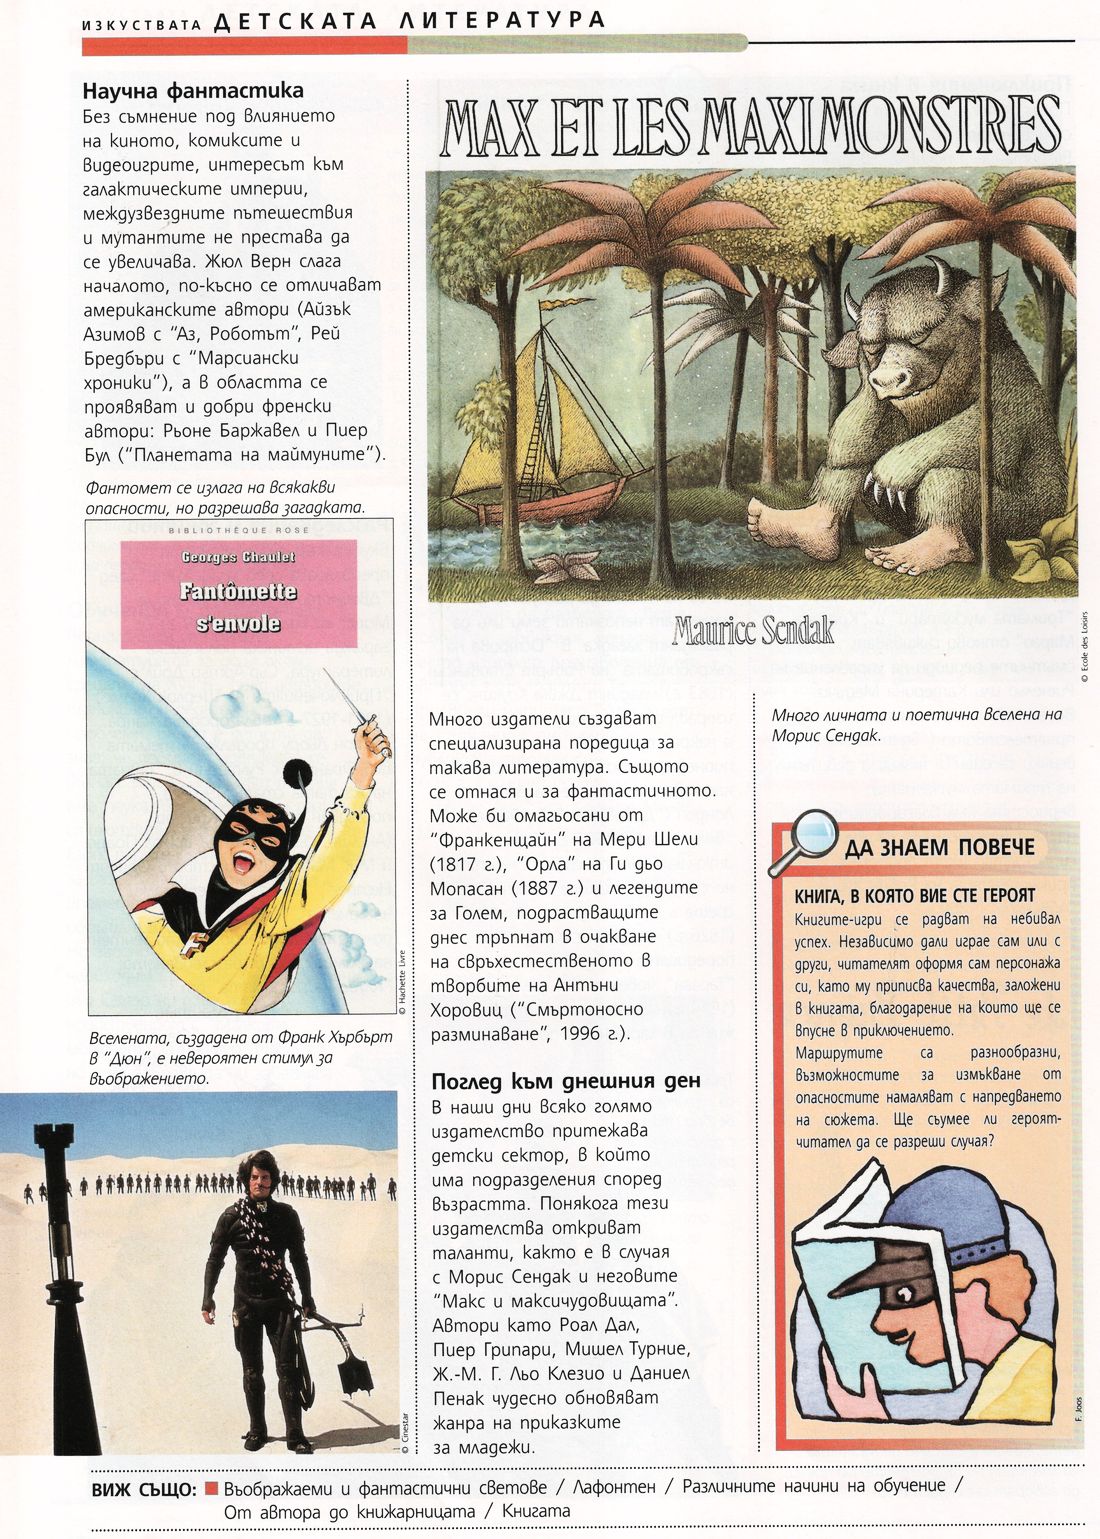 ИЗКУСТВАТА ДЕТСКАТА ЛИТЕРАТУРА
Научна фантастика
Без съмнение под влиянието
на киното, комиксите и
видеоигрите, интересът към
галактическите империи,
междузвездните пътешествия
и мутантите не престава да
се увеличава. Жюл Верн слага
началото, по-късно се отличават
американските автори (Айзък
Азимов с "Аз, Роботът", Рей
Бредбъри с "Марсиански
хроники"), а в областта се
проявяват и добри френски
автори: Рьоне Баржавел и Пиер
Бул ("Планетата на маймуните").
Фантомет се излага на всякакви
опасности, но разрешава загадката.
BIBLIOTHÈQUE ROSE
Georges Chaulet
Fantômette
s'envole
© Hachette Livre
Вселената, създадена от Франк Хърбърт
в "Дюн", е невероятен стимул за
въображението.
© Cinestar
MAX ET LES MAXIMONSTRES
Maurice Sendak
© Ecole des Loisirs
Много издатели създават
специализирана поредица за
такава литература. Същото
се отнася и за фантастичното.
Може би омагьосани от
"Франкенщайн" на Мери Шели
(1817 г.), "Орла" на Ги дьо
Мопасан (1887 г.) и легендите
за Голем, подрастващите
днес тръпнат в очакване
на свръхестественото в
творбите на Антъни
Хоровиц ("Смъртоносно
разминаване", 1996 г.).
Поглед към днешния ден
В наши дни всяко голямо
издателство притежава
детски сектор, в който
има подразделения според
възрастта. Понякога тези
издателства откриват
таланти, както е в случая
с Морис Сендак и неговите
"Макс и максичудовищата".
Автори като Роал Дал,
Пиер Грипари, Мишел Турние,
Ж.-М. Г. Льо Клезио и Даниел
Пенак чудесно обновяват
жанра на приказките
за младежи.
Много личната и поетична вселена на
Морис Сендак.
ДА ЗНАЕМ ПОВЕЧЕ
КНИГА, В КОЯТО ВИЕ СТЕ ГЕРОЯТ
Книгите-игри се радват на небивал
успех. Независимо дали играе сам или с
други, читателят оформя сам персонажа
си, като му приписва качества, заложени
в книгата, благодарение на които ще се
впусне в приключението.
Маршрутите са разнообразни,
възможностите за измъкване от
опасностите намаляват с напредването
на сюжета. Ще съумее ли героят-
читател да се разреши случая?
F. Joos
ВИЖ СЪЩО: Въображаеми и фантастични светове / Лафонтен / Различните начини на обучение /
От автора до книжарницата / Книгата